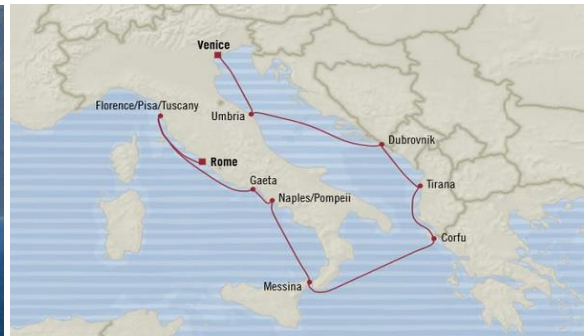 Venice
Florence/Pisa/Tuscany
Umbria
Dubrovnik
Rome
Gaeta
Tirana
Naples/Pompeii
Corfu
Messina